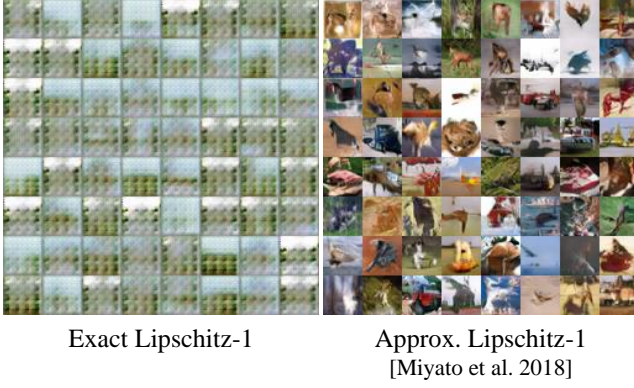 Exact Lipschitz-1
Approx. Lipschitz-1
[Miyato et al. 2018]